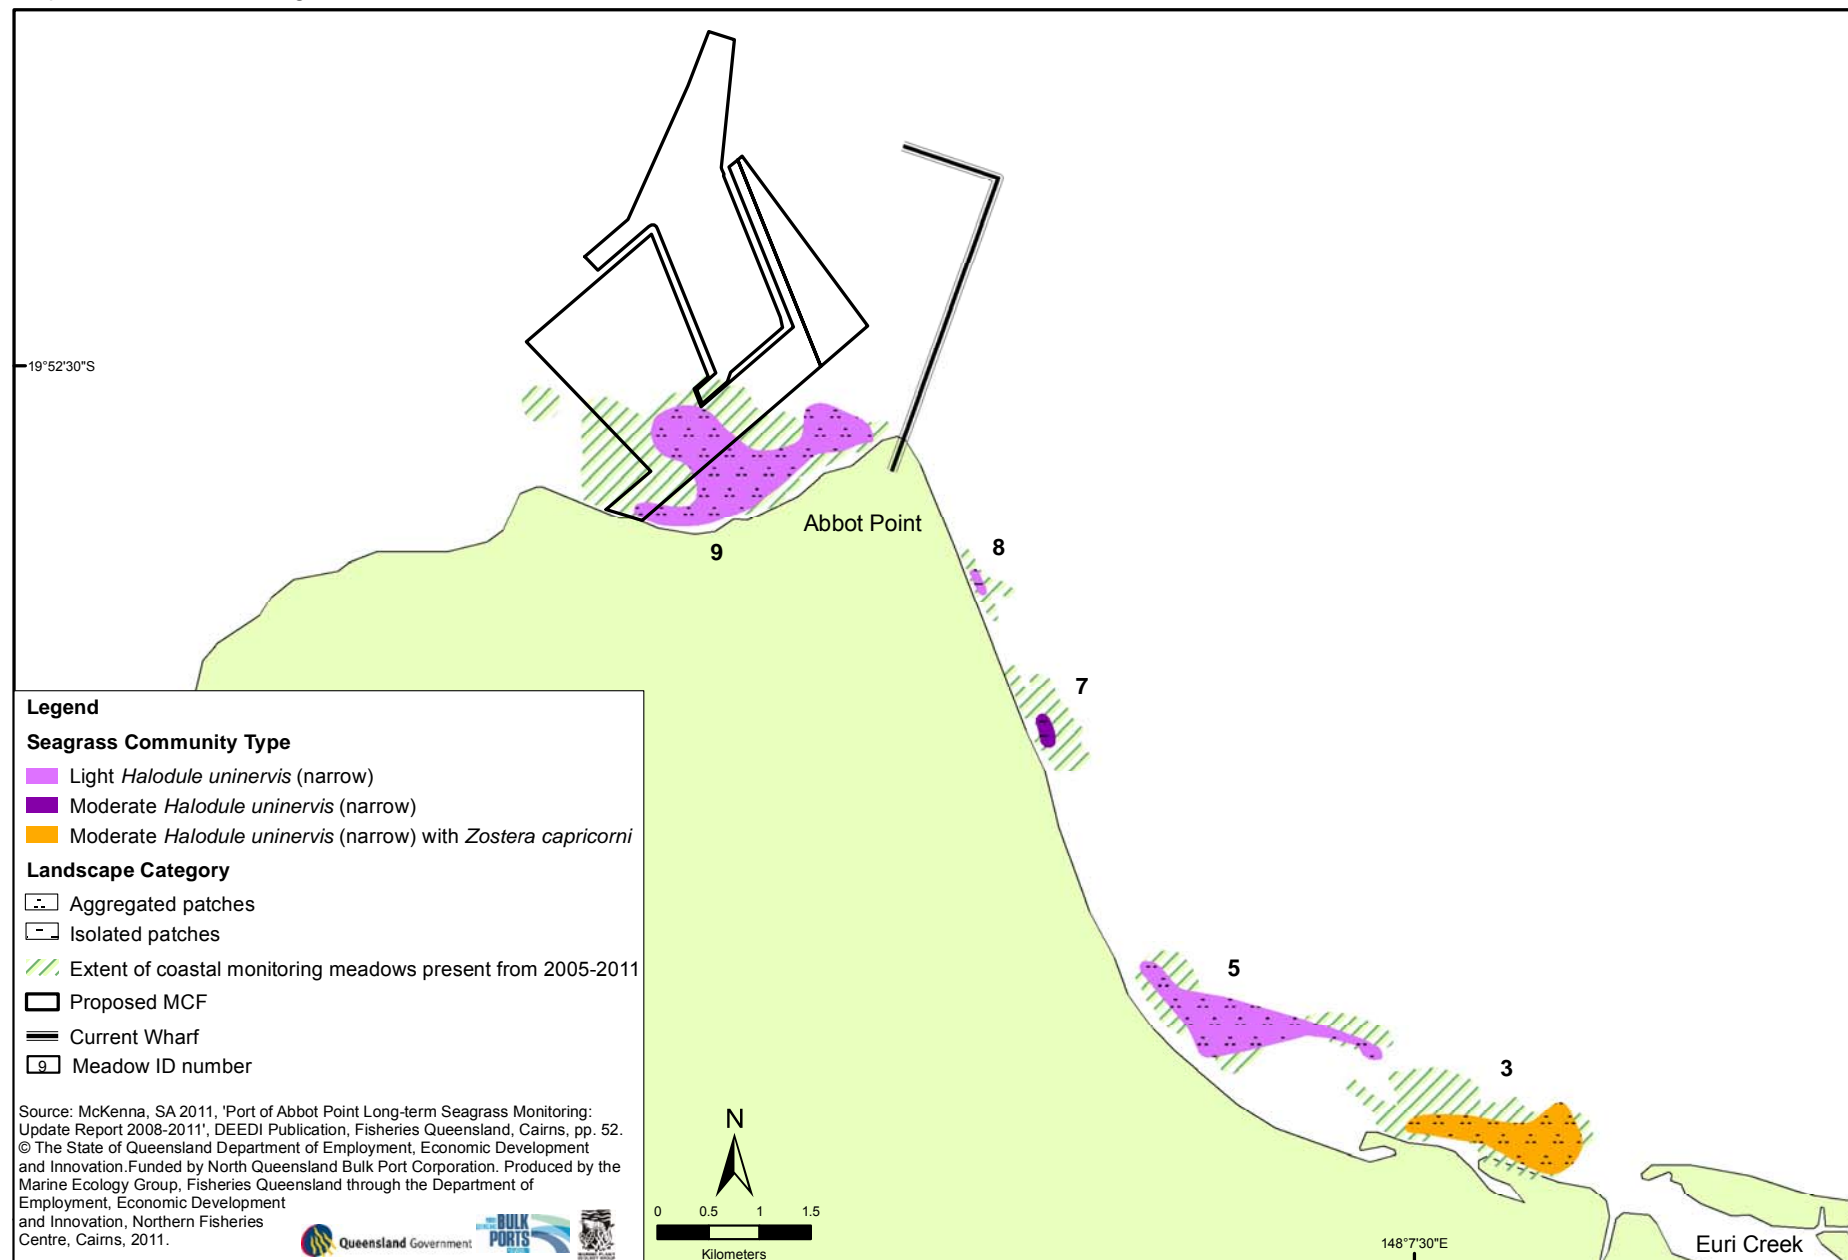 19°52'30"S
Abbot Point
9
8
7
5
3
Legend
Seagrass Community Type
Light Halodule uninervis (narrow)
Moderate Halodule uninervis (narrow)
Moderate Halodule uninervis (narrow) with Zostera capricorni
Landscape Category
Aggregated patches
Isolated patches
Extent of coastal monitoring meadows present from 2005-2011
Proposed MCF
Current Wharf
9 Meadow ID number
Source: McKenna, SA 2011, 'Port of Abbot Point Long-term Seagrass Monitoring:
Update Report 2008-2011', DEEDI Publication, Fisheries Queensland, Cairns, pp. 52.
© The State of Queensland Department of Employment, Economic Development
and Innovation.Funded by North Queensland Bulk Port Corporation. Produced by the
Marine Ecology Group, Fisheries Queensland through the Department of
Employment, Economic Development
and Innovation, Northern Fisheries
Centre, Cairns, 2011.
Queensland Government
BULK
PORTS
N
0 0.5 1 1.5
Kilometers
148°7'30"E
Euri Creek